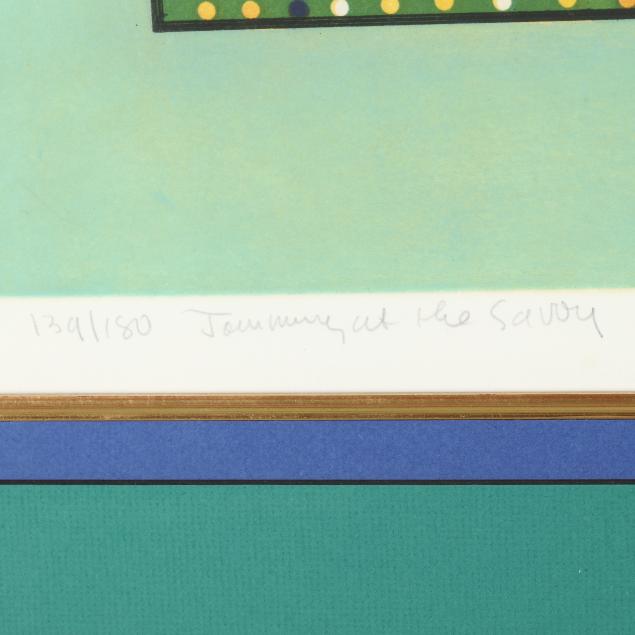 139/180 Jamming at the Savoy